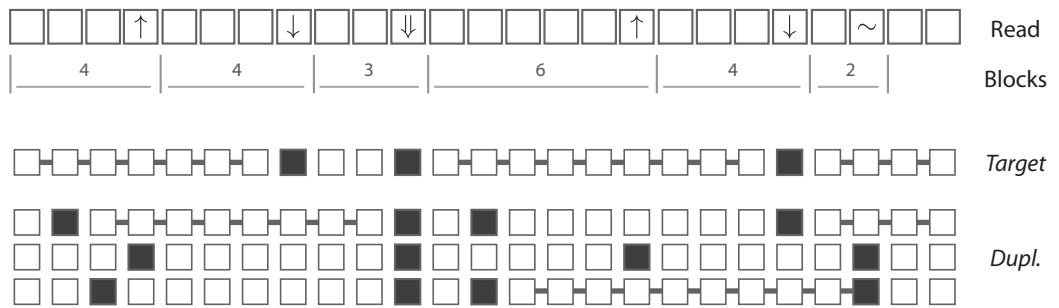 ↑ ↓ ⇓ ↑ ↓ ~ Read
4 4 3 6 4 2 Blocks
Target
Dupl.